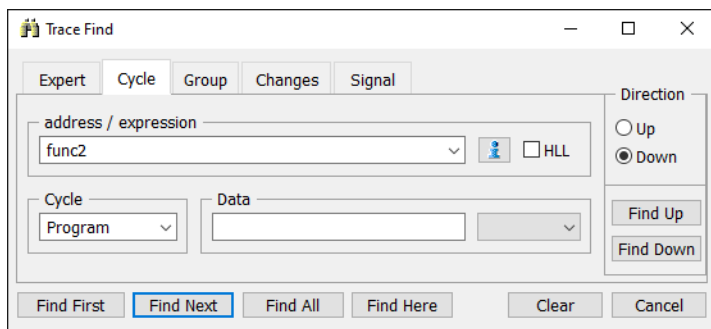 Trace Find
Expert Cycle Group Changes Signal
Direction
address / expression
Up
func2 HLL
Down
Cycle Data
Program
Find Up
Find Down
Find First Find Next Find All Find Here Clear Cancel